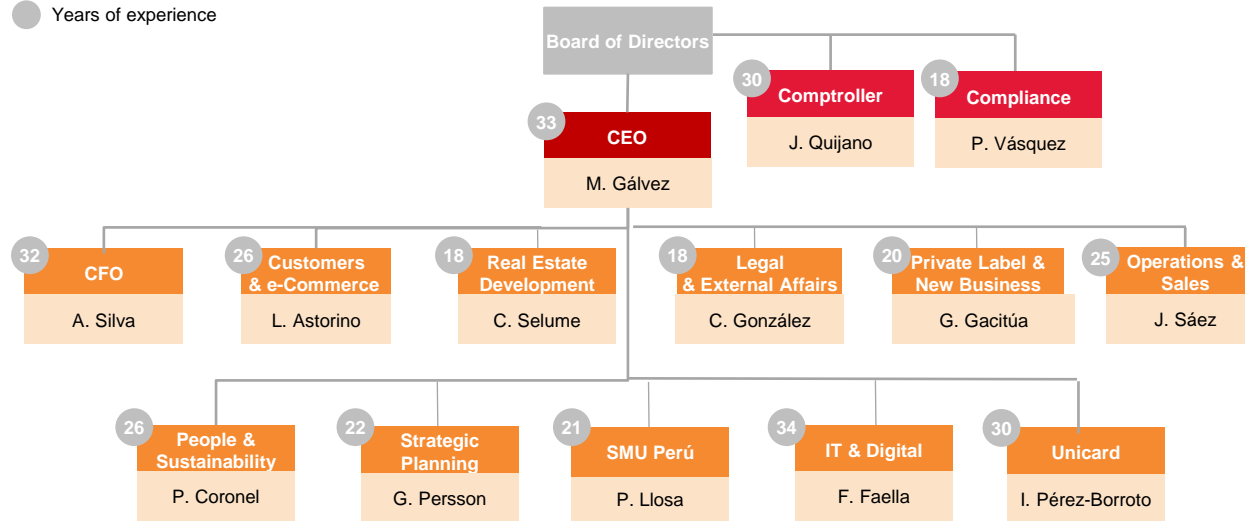 Years of experience
Board of Directors
30
Comptroller
J. Quijano
18
Compliance
P. Vásquez
33
CEO
M. Gálvez
32
CFO
A. Silva
26
Customers
& e-Commerce
L. Astorino
18
Real Estate
Development
C. Selume
18
Legal
& External Affairs
C. González
20
Private Label &
New Business
G. Gacitúa
25
Operations &
Sales
J. Sáez
26
People &
Sustainability
P. Coronel
22
Strategic
Planning
G. Persson
21
SMU Perú
P. Llosa
34
IT & Digital
F. Faella
30
Unicard
I. Pérez-Borroto